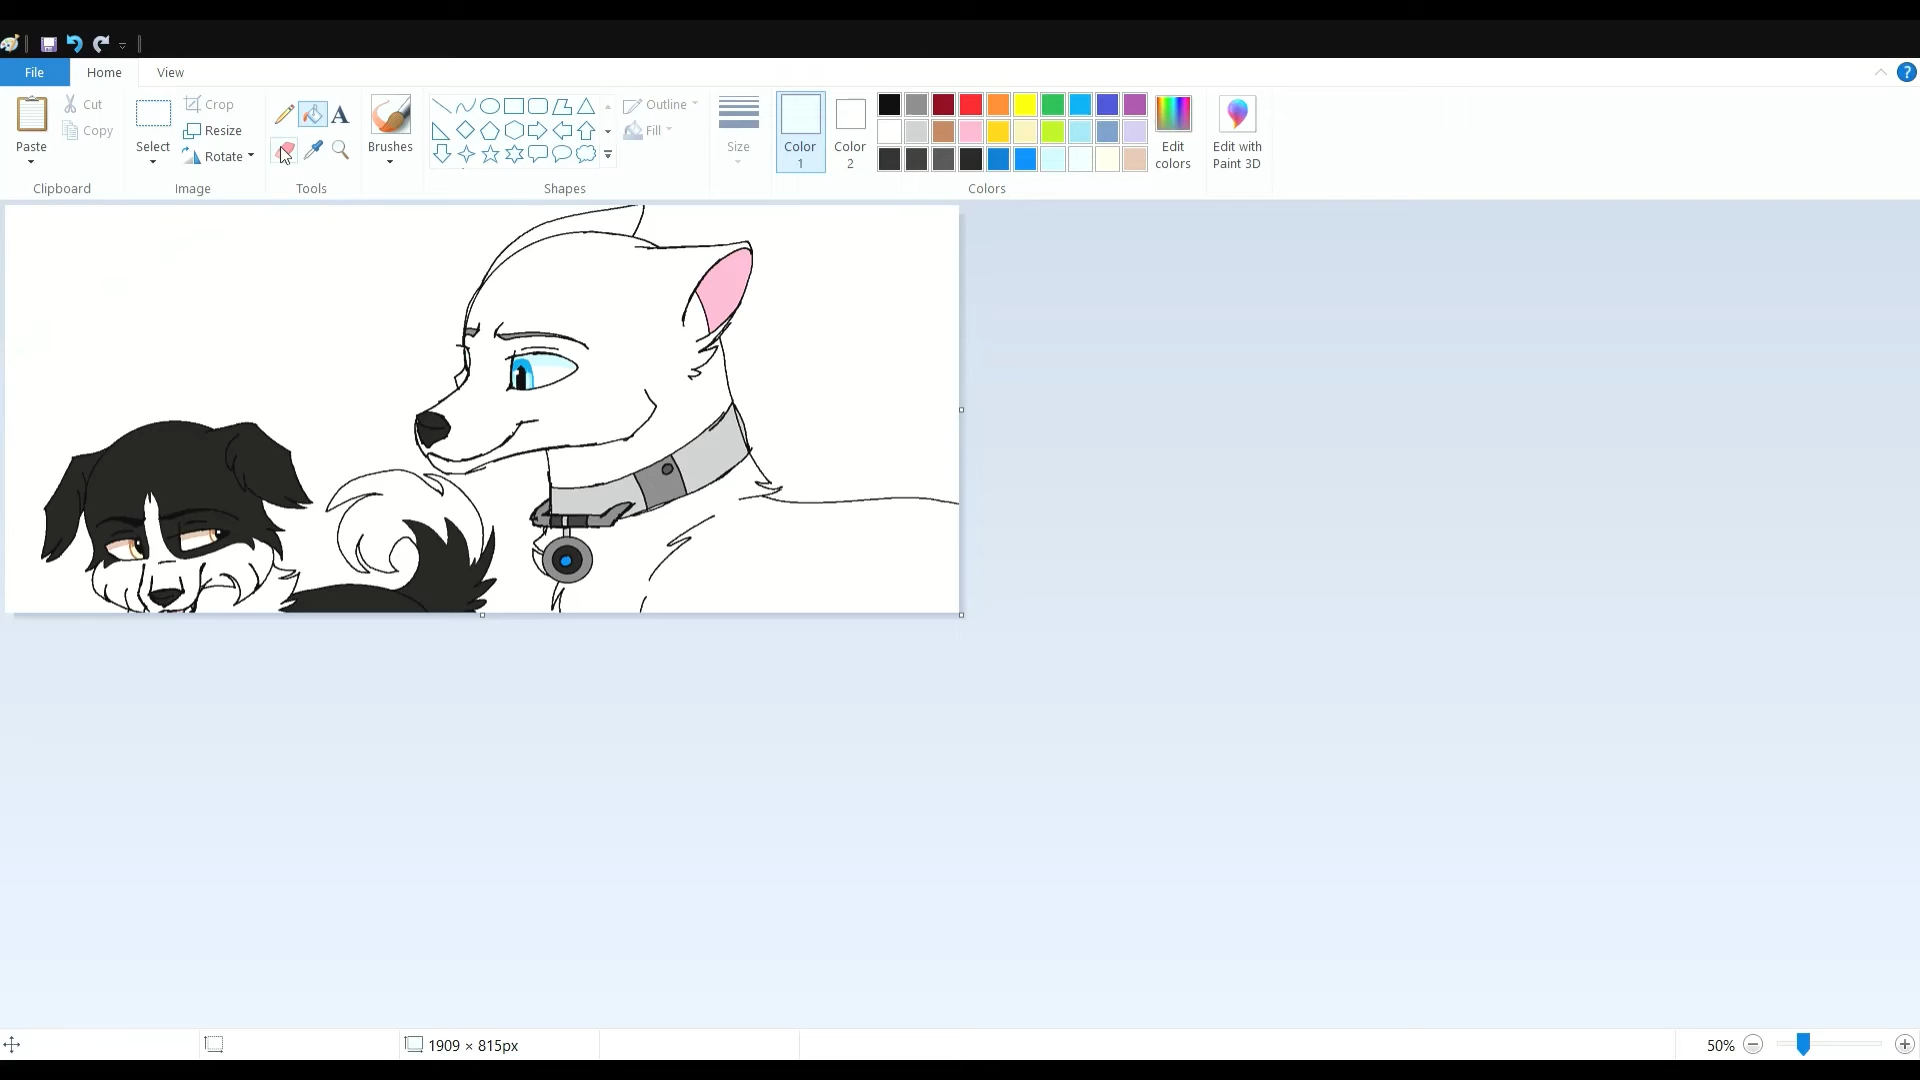 File Home View ?
Cut Crop A Outline
Copy Resize Fill
Paste Select Rotate Brushes Size Color 1 Color 2 Edit colors Edit with Paint 3D
Clipboard Image Tools Shapes Colors
1909 × 815px 50%